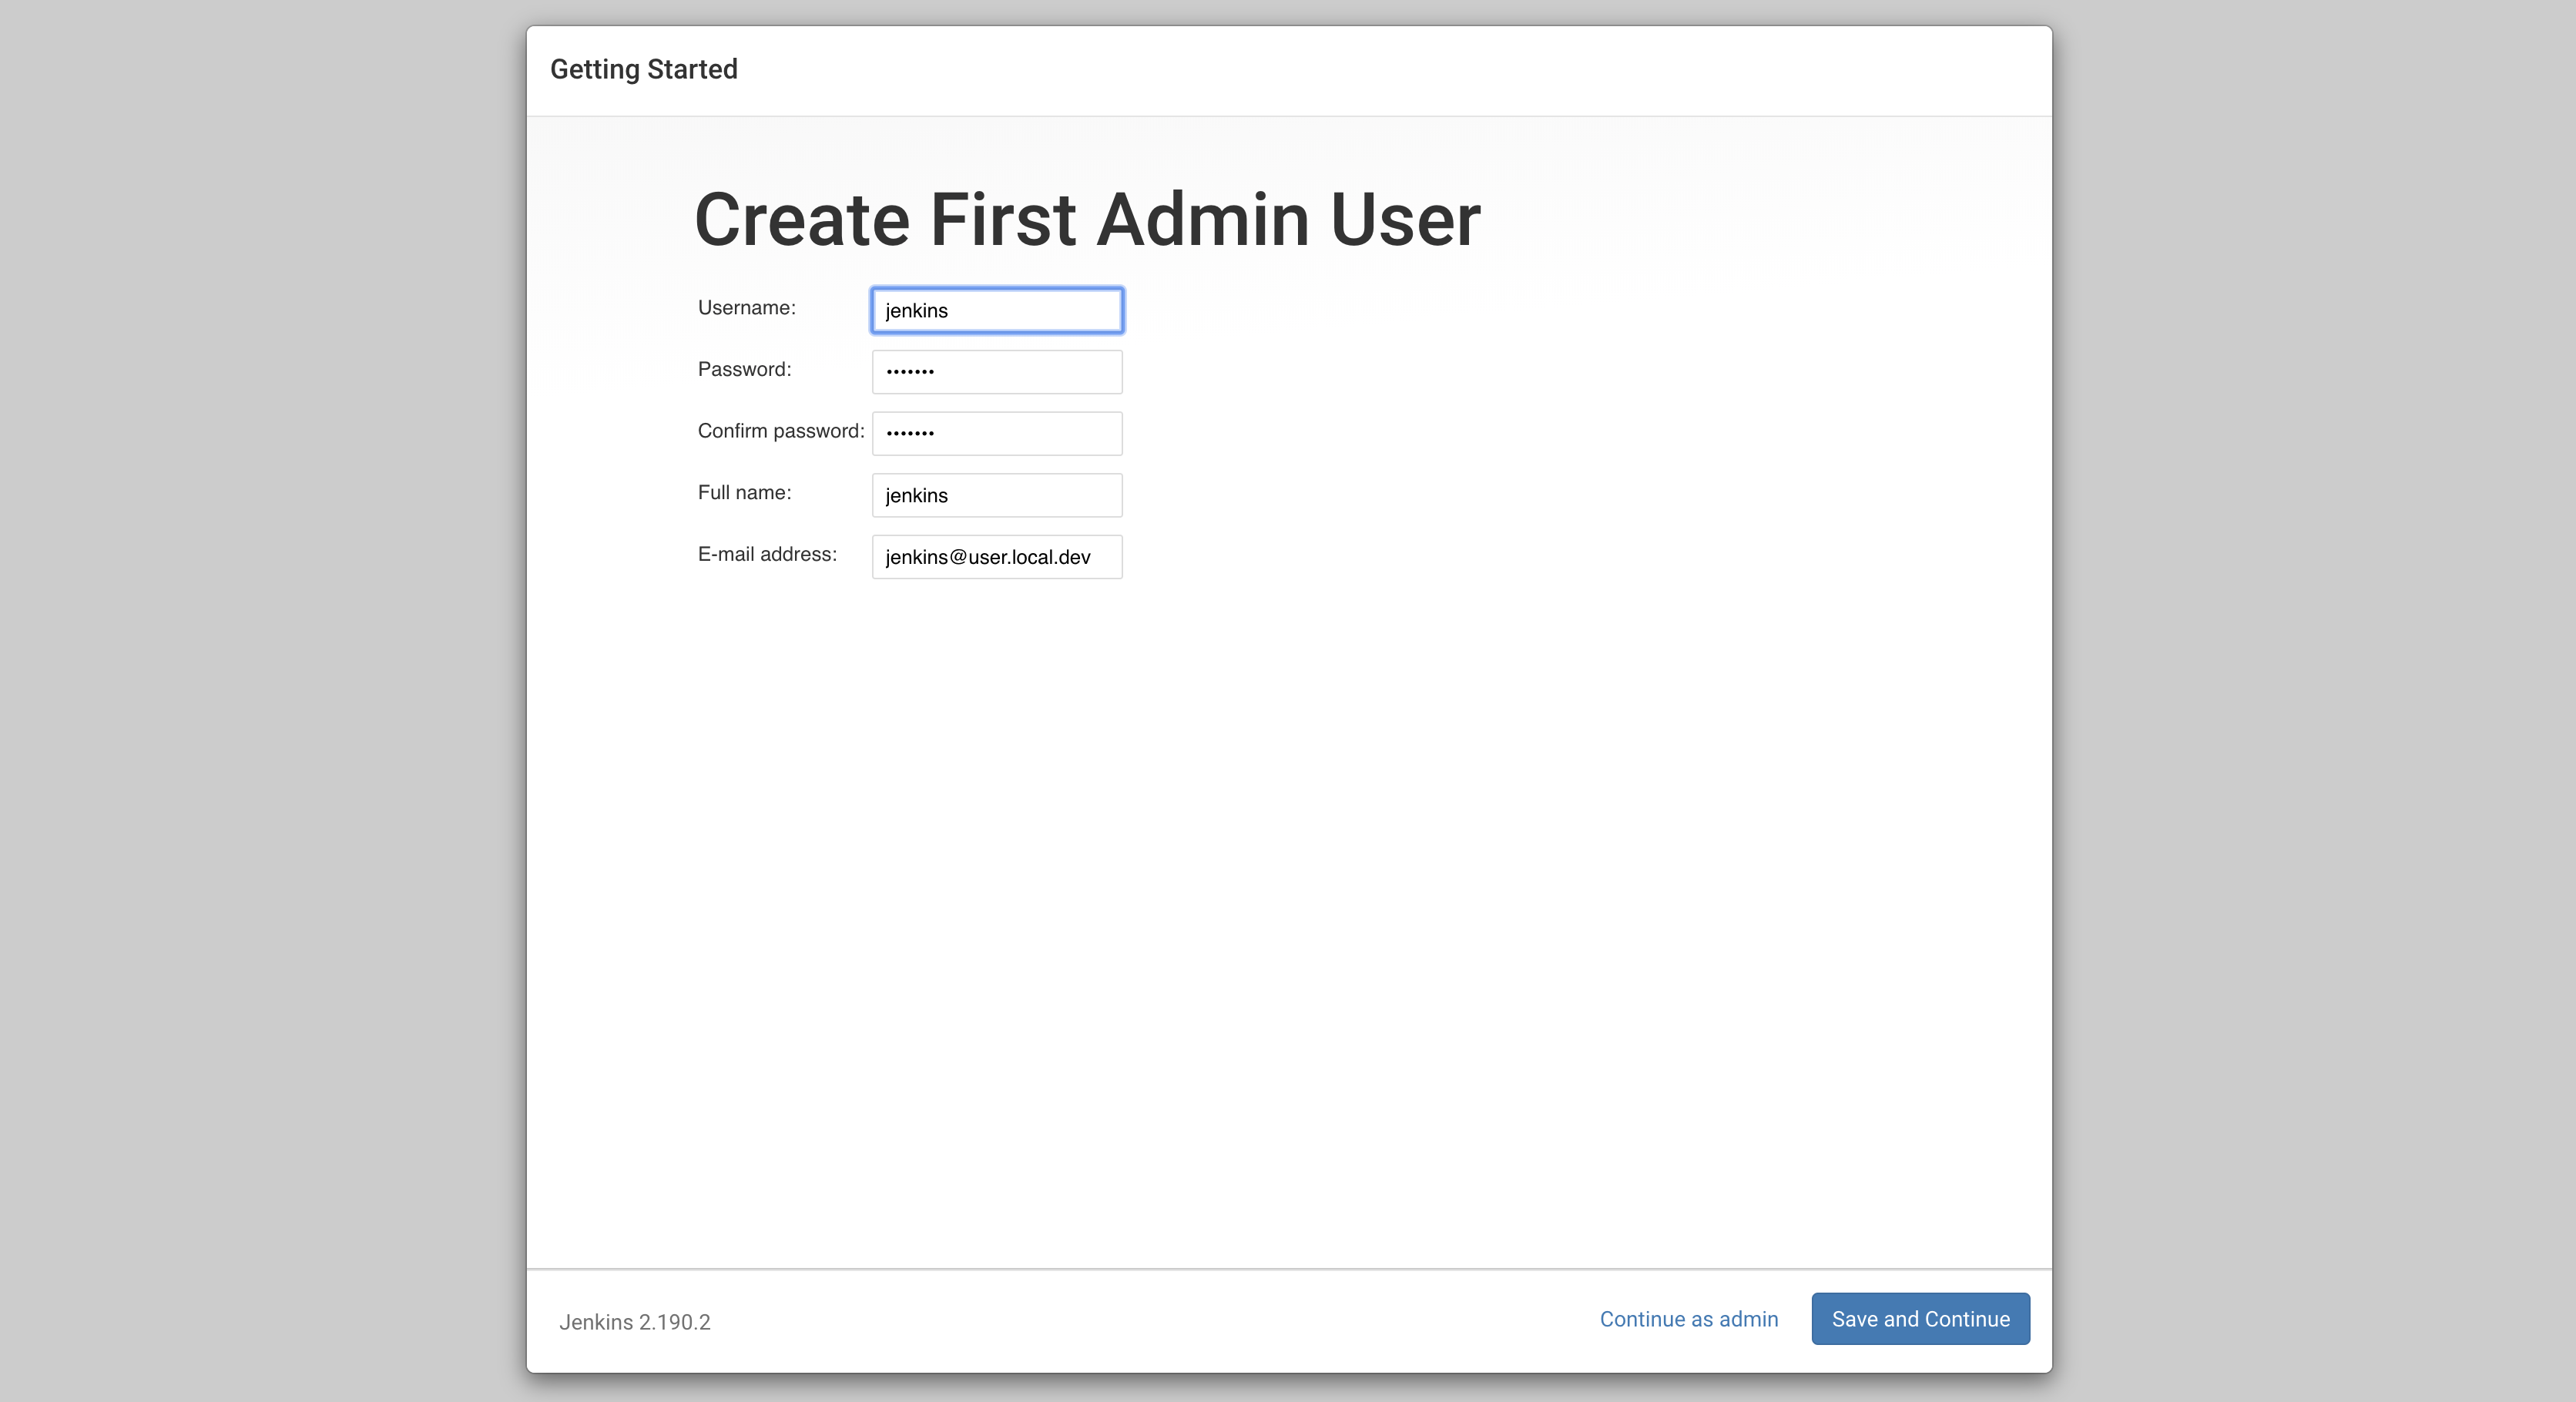 Getting Started
Create First Admin User
Username: jenkins
Password: •••••••
Confirm password: •••••••
Full name: jenkins
E-mail address: jenkins@user.local.dev
Jenkins 2.190.2 Continue as admin Save and Continue